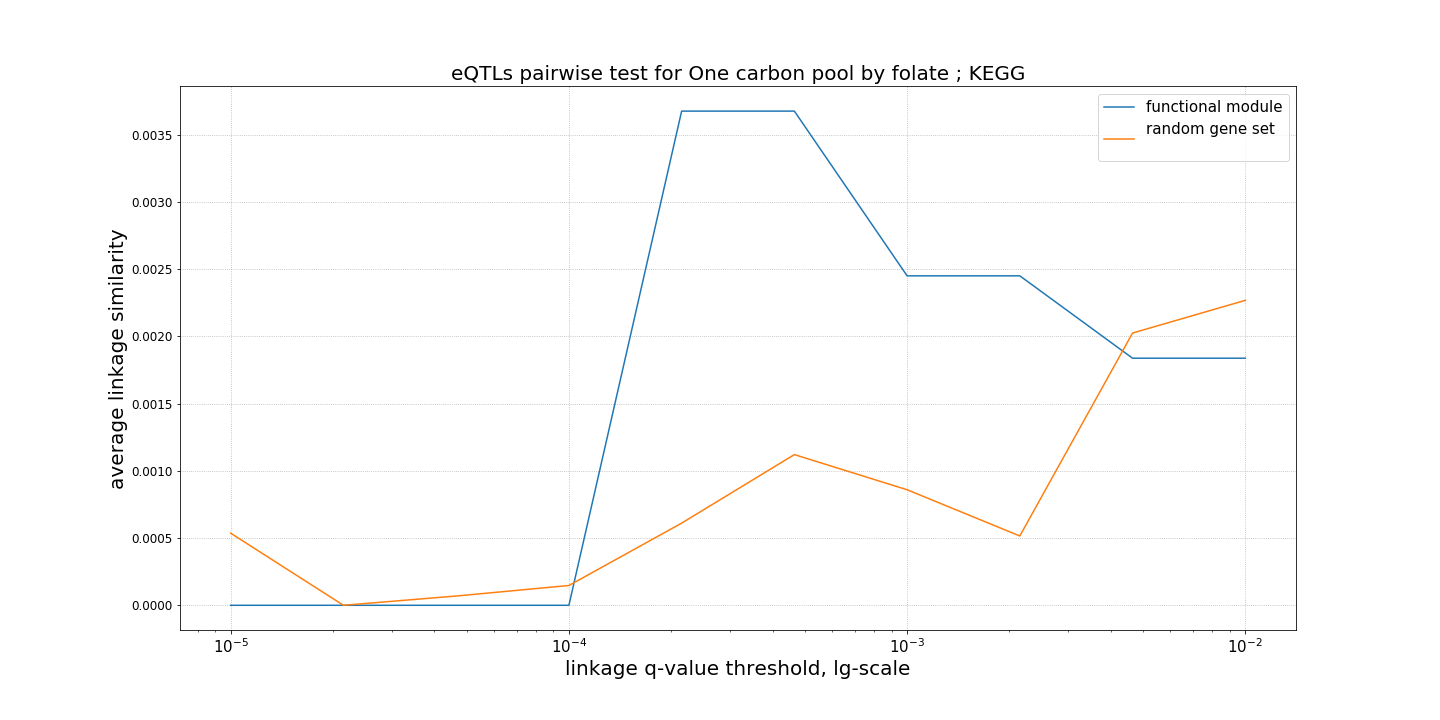 eQTLs pairwise test for One carbon pool by folate ; KEGG
functional module
random gene set
0.0035
0.0030
0.0025
0.0020
0.0015
0.0010
0.0005
0.0000
average linkage similarity
10⁻⁵ 10⁻⁴ 10⁻³ 10⁻²
linkage q-value threshold, lg-scale